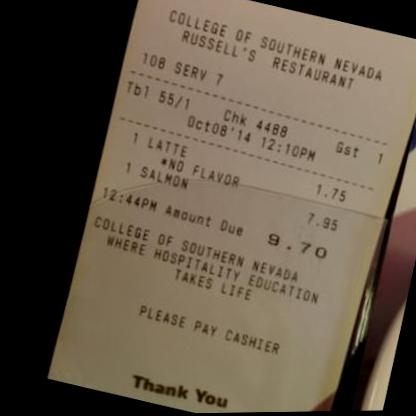 COLLEGE OF SOUTHERN NEVADA
RUSSELL'S RESTAURANT
108 SERV 7
Tbl 55/1 Chk 4488 Gst 1
Oct08'14 12:10PM
1 LATTE 1.75
*NO FLAVOR
1 SALMON 7.95
12:44PM Amount Due 9.70
COLLEGE OF SOUTHERN NEVADA
WHERE HOSPITALITY EDUCATION
TAKES LIFE
PLEASE PAY CASHIER
Thank You